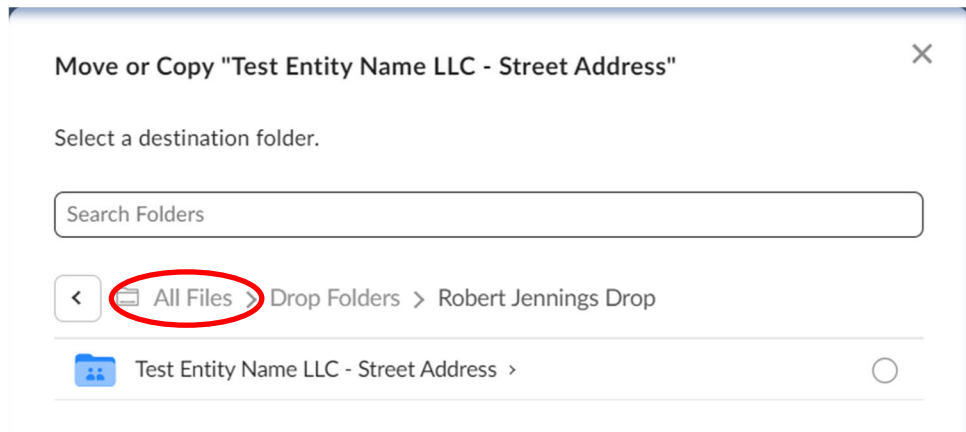 Move or Copy "Test Entity Name LLC - Street Address"
Select a destination folder.
Search Folders
All Files > Drop Folders > Robert Jennings Drop
Test Entity Name LLC - Street Address >